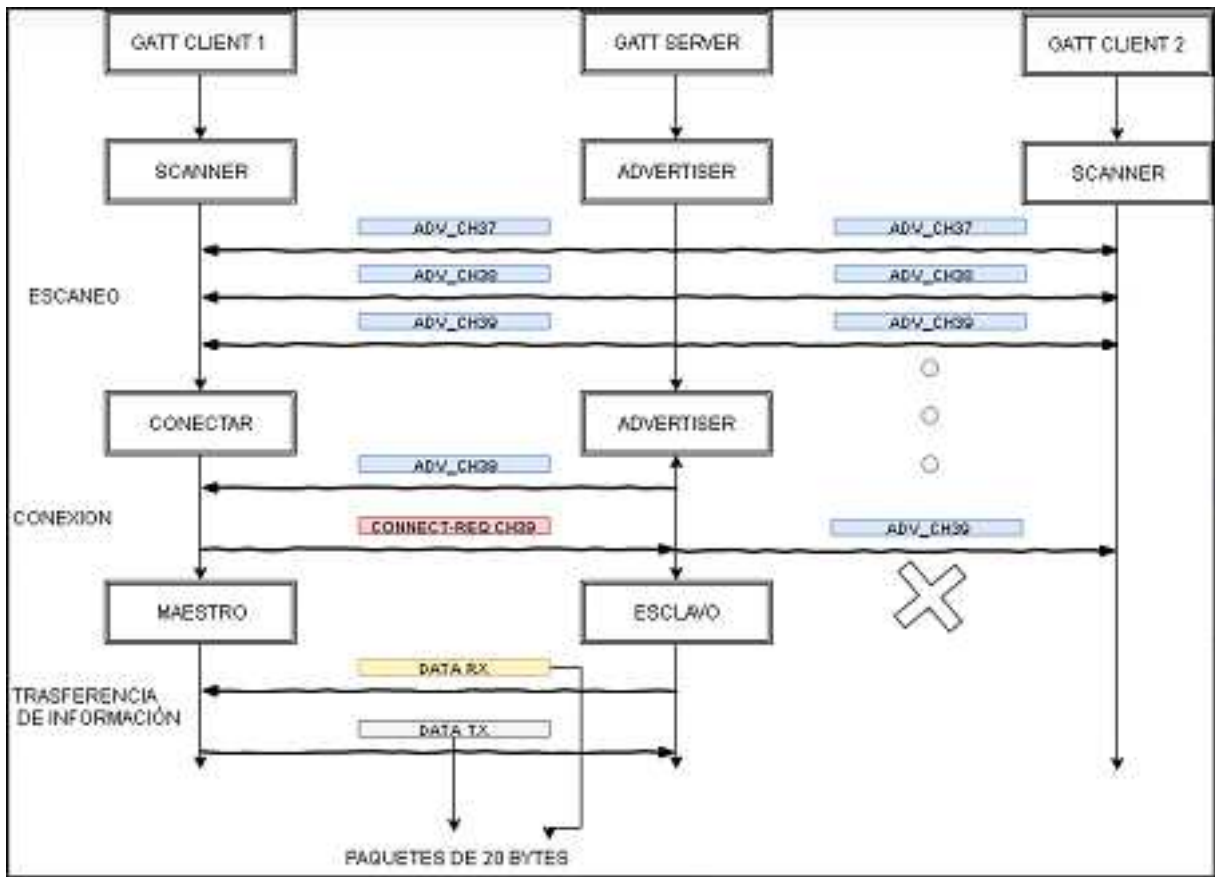 GATT CLIENT 1
GATT SERVER
GATT CLIENT 2
SCANNER
ADVERTISER
SCANNER
ADV_CH37
ADV_CH37
ESCANEO
ADV_CH38
ADV_CH38
ADV_CH39
ADV_CH39
CONECTAR
ADVERTISER
ADV_CH39
CONEXION
CONNECT-REQ CH39
ADV_CH39
MAESTRO
ESCLAVO
DATA RX
TRASFERENCIA
DE INFORMACIÓN
DATA TX
PAQUETES DE 20 BYTES